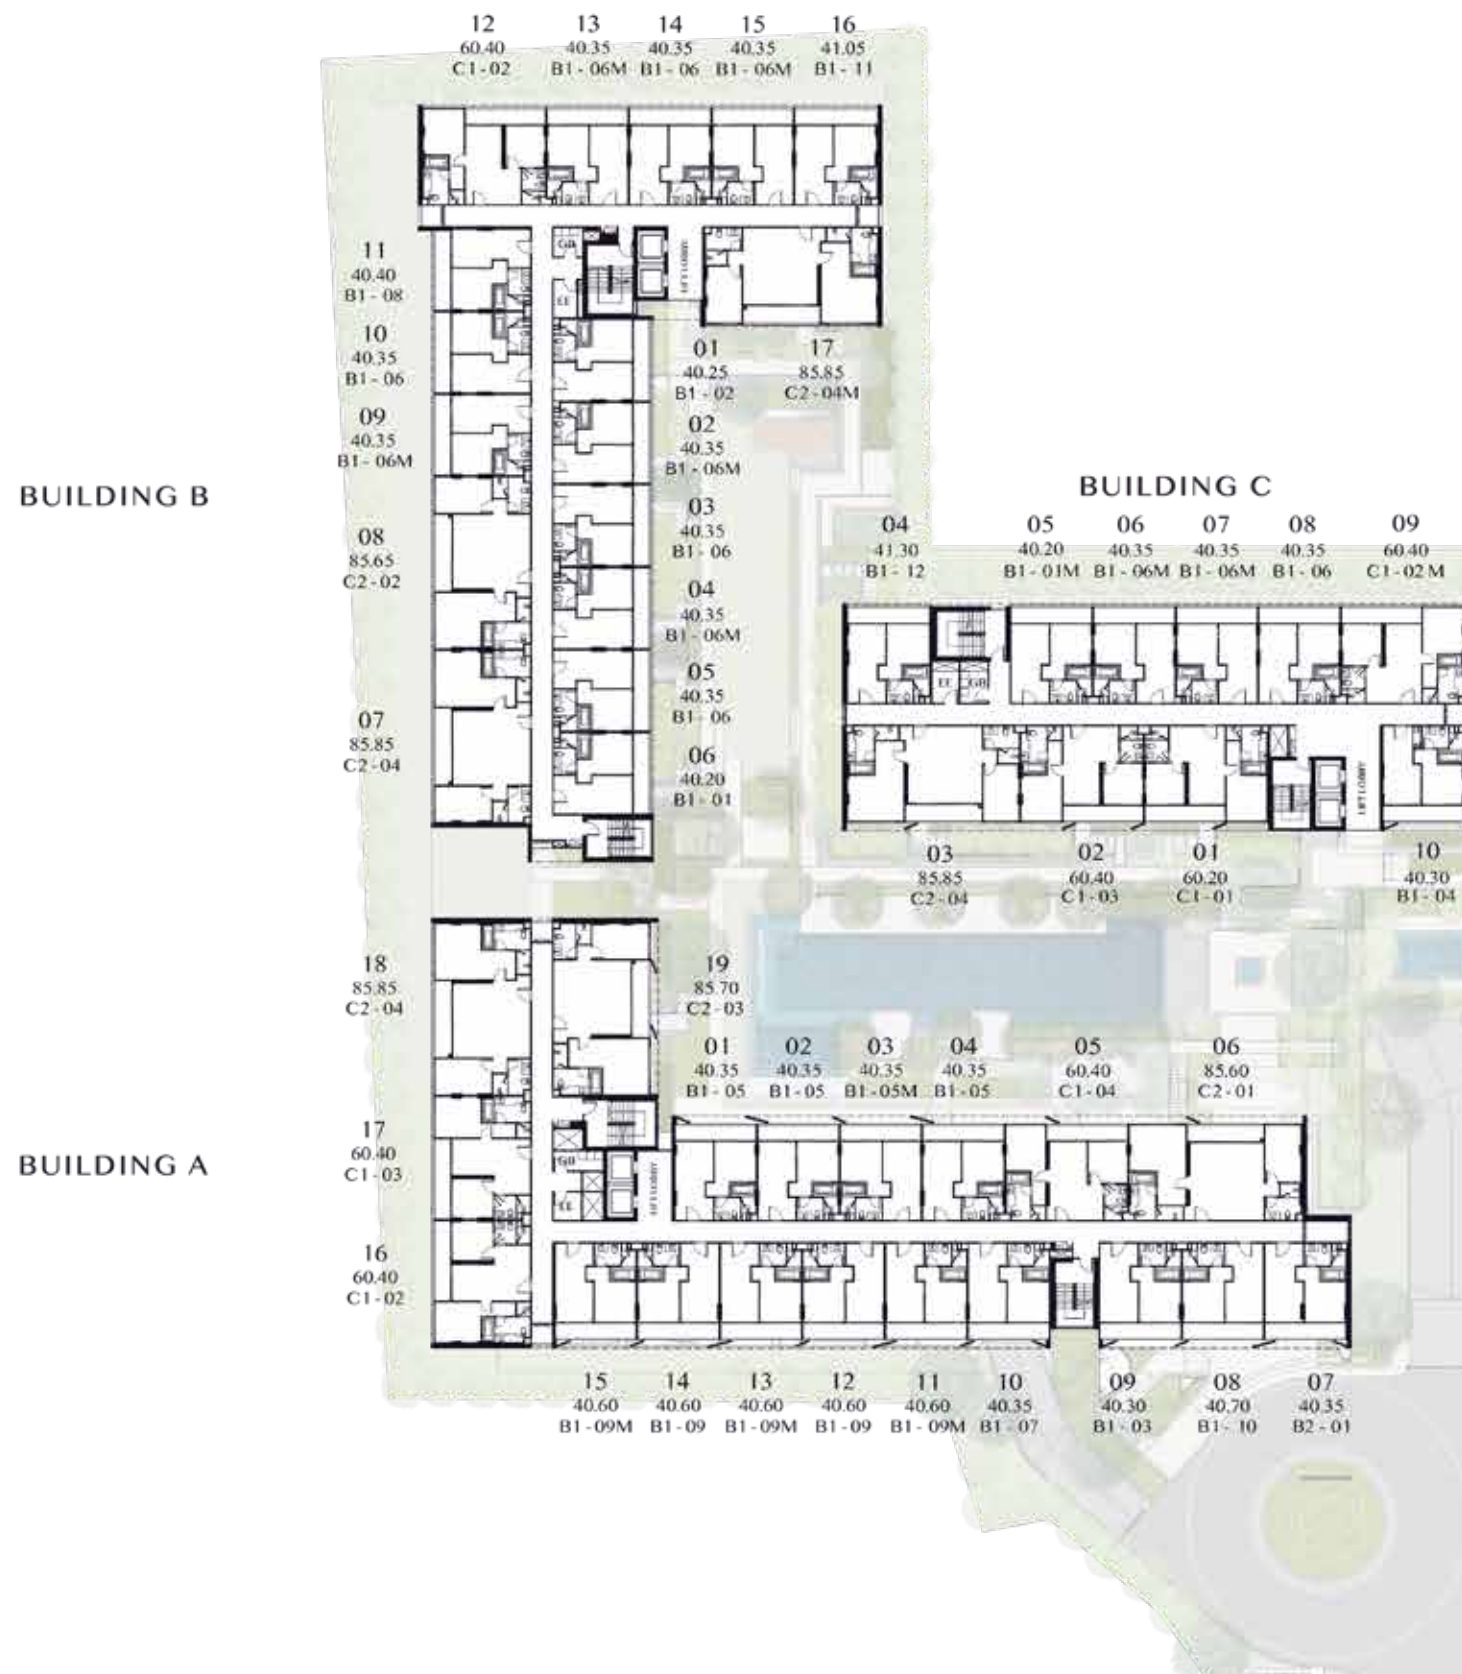 12
60.40
C1 - 02
13
40.35
B1 - 06M
14
40.35
B1 - 06
15
40.35
B1 - 06M
16
41.05
B1 - 11
GB
EE
LIFT LOBBY
11
40.40
B1 - 08
10
40.35
B1 - 06
09
40.35
B1 - 06M
08
85.65
C2 - 02
07
85.85
C2 - 04
01
40.25
B1 - 02
17
85.85
C2 - 04M
02
40.35
B1 - 06M
03
40.35
B1 - 06
04
40.35
B1 - 06M
05
40.35
B1 - 06
06
40.20
B1 - 01
BUILDING B
BUILDING C
04
41.30
B1 - 12
05
40.20
B1 - 01M
06
40.35
B1 - 06M
07
40.35
B1 - 06M
08
40.35
B1 - 06
09
60.40
C1 - 02M
EE
GB
LIFT LOBBY
03
85.85
C2 - 04
02
60.40
C1 - 03
01
60.20
C1 - 01
10
40.30
B1 - 04
18
85.85
C2 - 04
19
85.70
C2 - 03
01
40.35
B1 - 05
02
40.35
B1 - 05
03
40.35
B1 - 05M
04
40.35
B1 - 05
05
60.40
C1 - 04
06
85.60
C2 - 01
BUILDING A
17
60.40
C1 - 03
GB
EE
LIFT LOBBY
16
60.40
C1 - 02
15
40.60
B1 - 09M
14
40.60
B1 - 09
13
40.60
B1 - 09M
12
40.60
B1 - 09
11
40.60
B1 - 09M
10
40.35
B1 - 07
09
40.30
B1 - 03
08
40.70
B1 - 10
07
40.35
B2 - 01